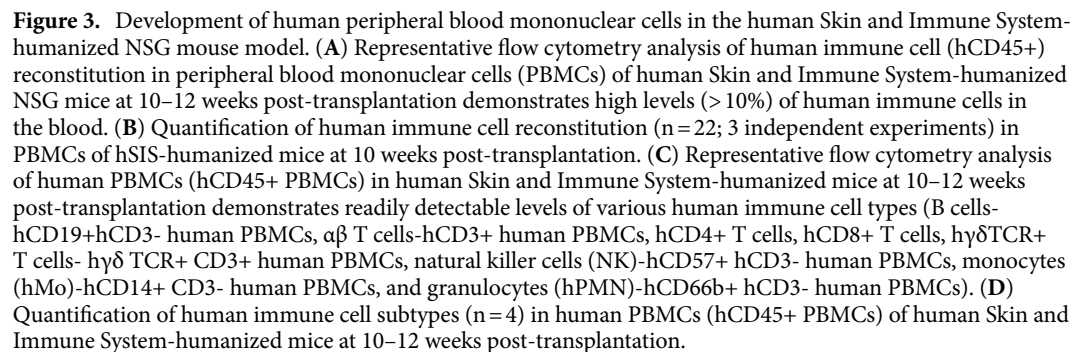 Figure 3. Development of human peripheral blood mononuclear cells in the human Skin and Immune System-
humanized NSG mouse model. (A) Representative flow cytometry analysis of human immune cell (hCD45+)
reconstitution in peripheral blood mononuclear cells (PBMCs) of human Skin and Immune System-humanized
NSG mice at 10–12 weeks post-transplantation demonstrates high levels (> 10%) of human immune cells in
the blood. (B) Quantification of human immune cell reconstitution (n = 22; 3 independent experiments) in
PBMCs of hSIS-humanized mice at 10 weeks post-transplantation. (C) Representative flow cytometry analysis
of human PBMCs (hCD45+ PBMCs) in human Skin and Immune System-humanized mice at 10–12 weeks
post-transplantation demonstrates readily detectable levels of various human immune cell types (B cells-
hCD19+hCD3- human PBMCs, αβ T cells-hCD3+ human PBMCs, hCD4+ T cells, hCD8+ T cells, hγδTCR+
T cells- hγδ TCR+ CD3+ human PBMCs, natural killer cells (NK)-hCD57+ hCD3- human PBMCs, monocytes
(hMo)-hCD14+ CD3- human PBMCs, and granulocytes (hPMN)-hCD66b+ hCD3- human PBMCs). (D)
Quantification of human immune cell subtypes (n = 4) in human PBMCs (hCD45+ PBMCs) of human Skin and
Immune System-humanized mice at 10–12 weeks post-transplantation.